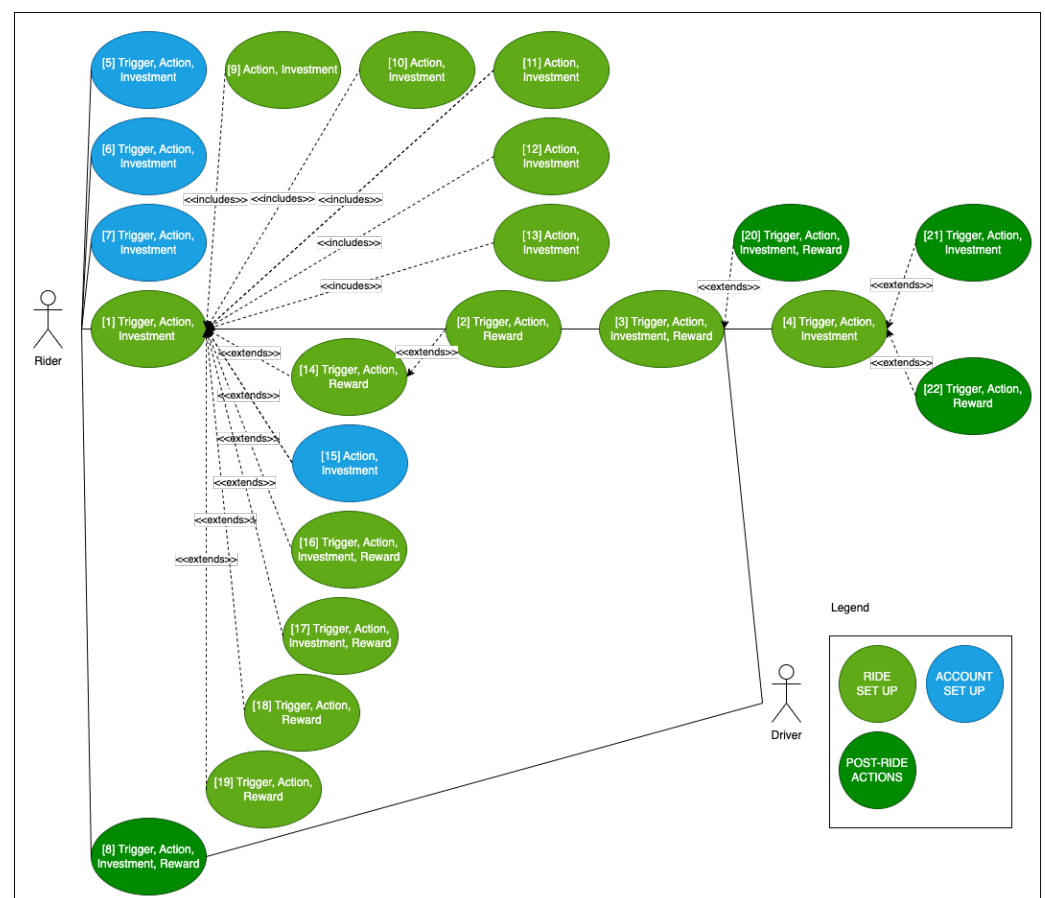 [5] Trigger, Action,
Investment
[9] Action, Investment
[10] Action,
Investment
[11] Action,
Investment
[6] Trigger, Action,
Investment
[12] Action,
Investment
<<includes>>
<<includes>>
<<includes>>
[7] Trigger, Action,
Investment
<<includes>>
[13] Action,
Investment
[20] Trigger, Action,
Investment, Reward
[21] Trigger, Action,
Investment
<<incudes>>
<<extends>>
<<extends>>
Rider
[1] Trigger, Action,
Investment
[2] Trigger, Action,
Reward
[3] Trigger, Action,
Investment, Reward
[4] Trigger, Action,
Investment
<<extends>>
<<extends>>
<<extends>>
[14] Trigger, Action,
Reward
[22] Trigger, Action,
Reward
<<extends>>
<<extends>>
[15] Action,
Investment
<<extends>>
<<extends>>
[16] Trigger, Action,
Investment, Reward
<<extends>>
[17] Trigger, Action,
Investment, Reward
[18] Trigger, Action,
Reward
[19] Trigger, Action,
Reward
[8] Trigger, Action,
Investment, Reward
Driver
Legend
RIDE
SET UP
ACCOUNT
SET UP
POST-RIDE
ACTIONS